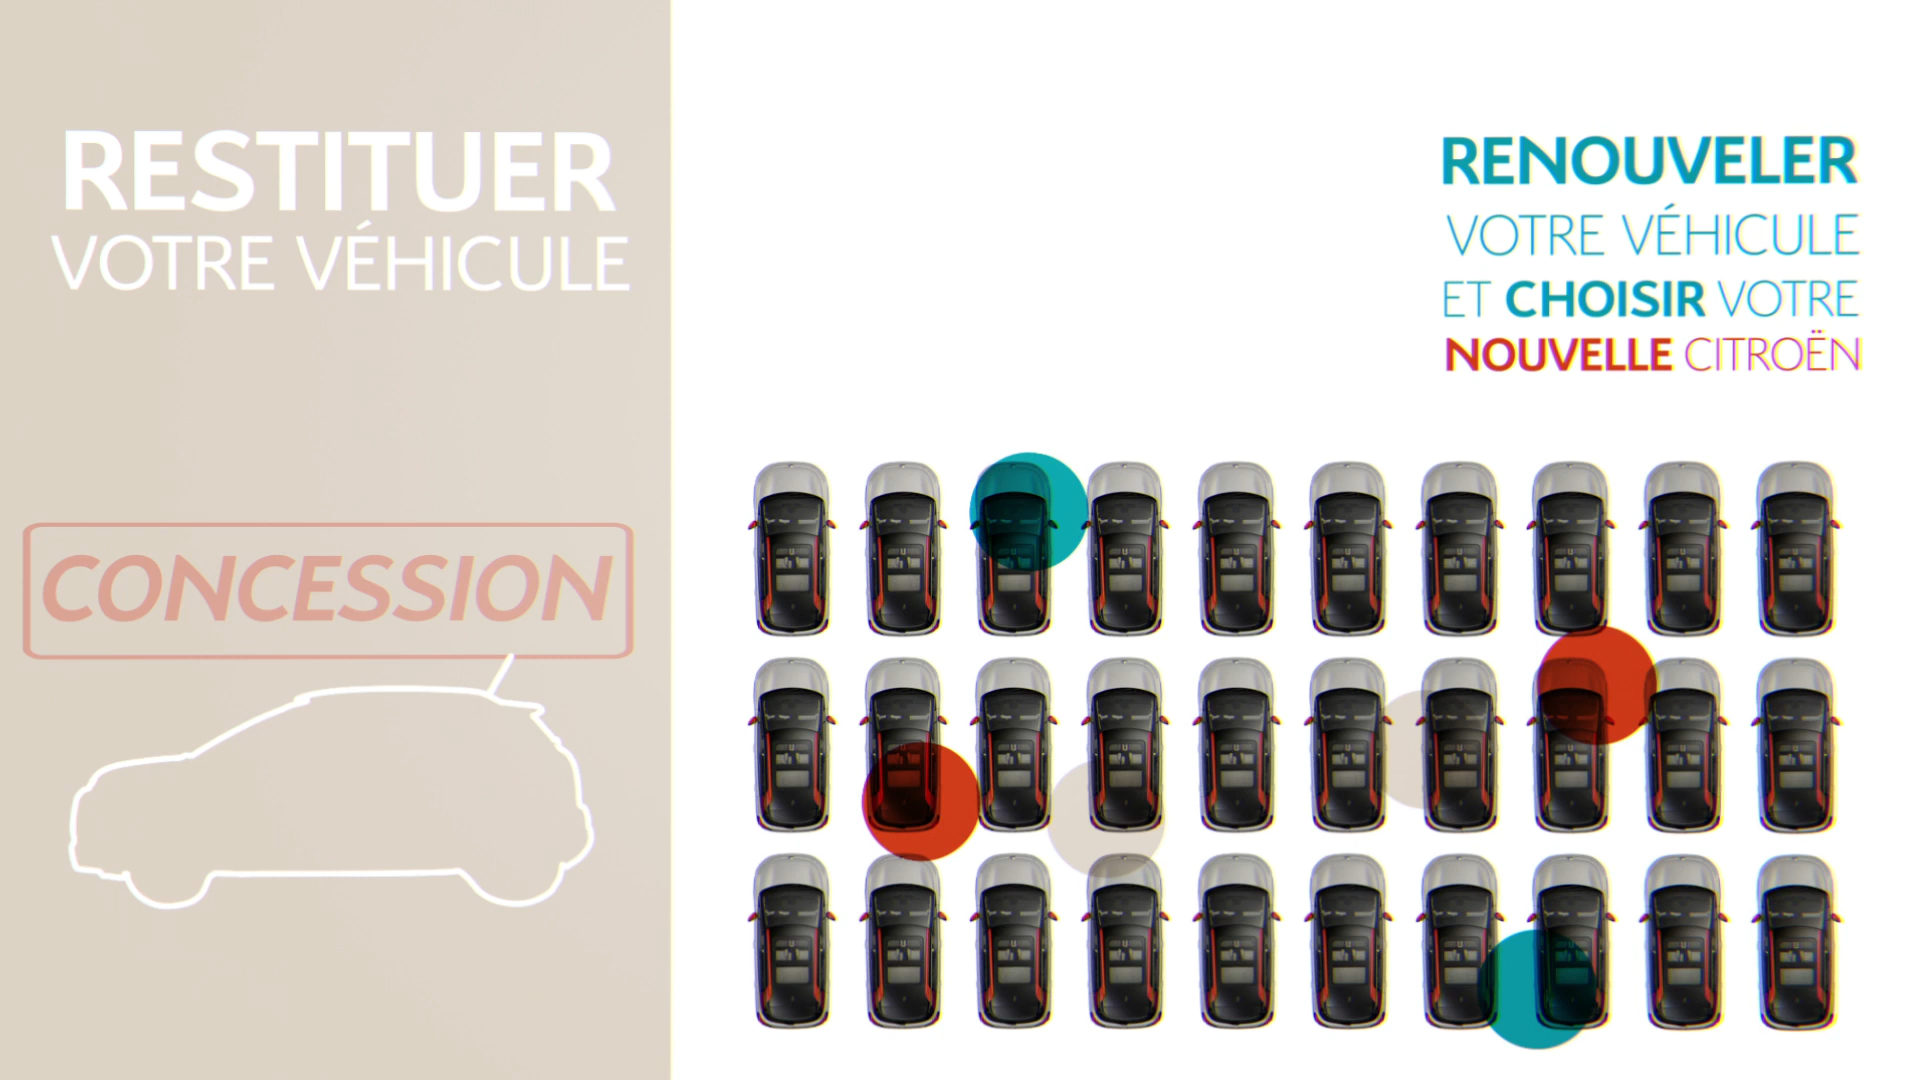 RESTITUER
VOTRE VÉHICULE
CONCESSION
RENOUVELER
VOTRE VÉHICULE
ET CHOISIR VOTRE
NOUVELLE CITROËN